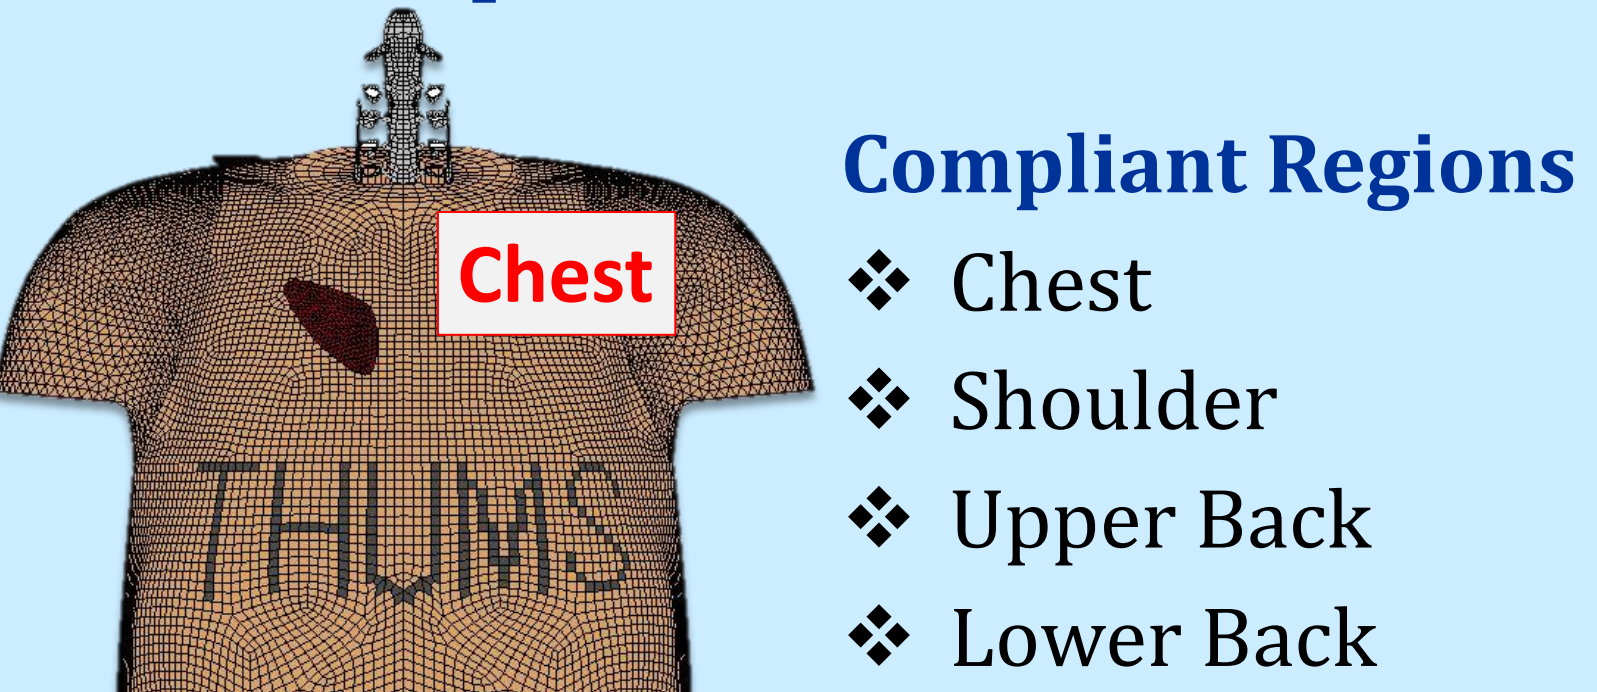 Compliant Regions
Chest
❖ Chest
❖ Shoulder
❖ Upper Back
❖ Lower Back
THUMS